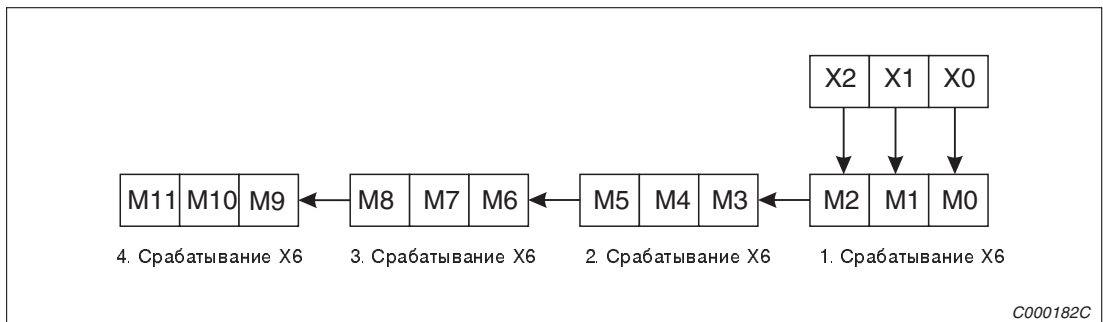 X2 X1 X0
M11 M10 M9 M8 M7 M6 M5 M4 M3 M2 M1 M0
4. Срабатывание X6 3. Срабатывание X6 2. Срабатывание X6 1. Срабатывание X6
C000182C